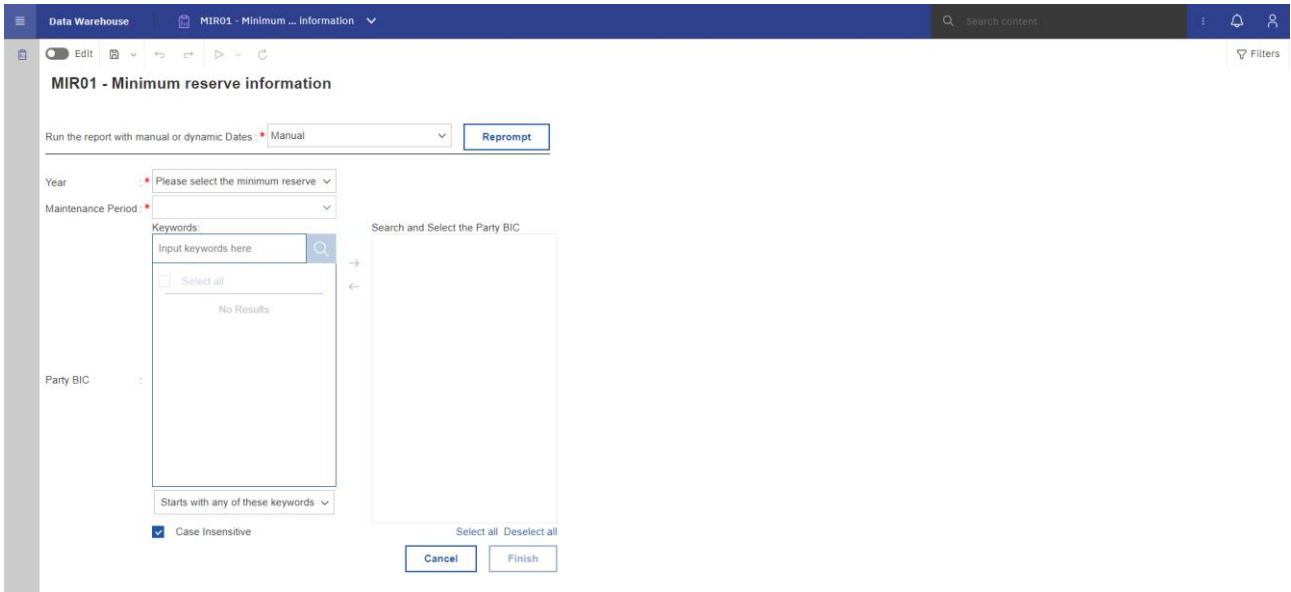 Data Warehouse
MIR01 - Minimum ... information
Search content
Edit
Filters
MIR01 - Minimum reserve information
Run the report with manual or dynamic Dates : * Manual
Reprompt
Year : * Please select the minimum reserve
Maintenance Period : *
Keywords:
Search and Select the Party BIC
Input keywords here
Select all
No Results
Party BIC :
Starts with any of these keywords
Case Insensitive
Select all Deselect all
Cancel
Finish